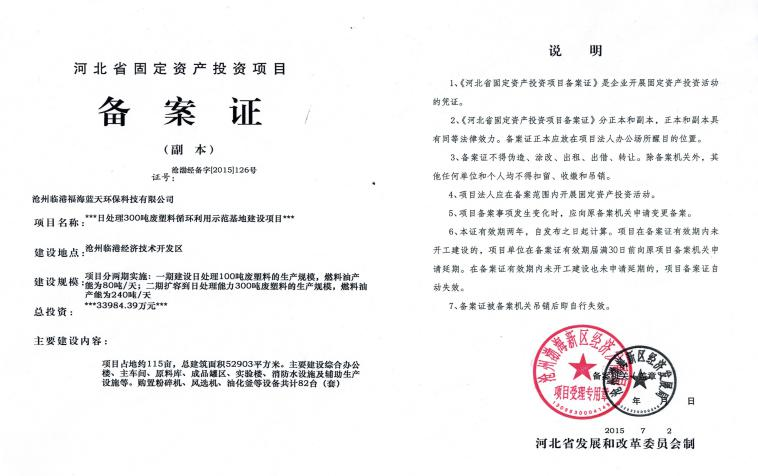 河北省固定资产投资项目
备案证
（副本）
证号：沧渤经备字[2015]126号
沧州临港福海蓝天环保科技有限公司
项目名称：***日处理300吨废塑料循环利用示范基地建设项目***
建设地点：沧州临港经济技术开发区
建设规模：项目分两期实施：一期建设日处理100吨废塑料的生产规模，燃料油产
能为80吨/天；二期扩容到日处理能力300吨废塑料的生产规模，燃料油
产能为240吨/天
总投资：***33984.39万元***
主要建设内容：
项目占地约115亩，总建筑面积52903平方米。主要建设综合办公
楼、主车间、原料库、成品罐区、实验楼、消防水设施及辅助生产
设施等。购置粉碎机、风选机、油化釜等设备共计82台（套）
说明
1、《河北省固定资产投资项目备案证》是企业开展固定资产投资活动
的凭证。
2、《河北省固定资产投资项目备案证》分正本和副本，正本和副本具
有同等法律效力。备案证正本应放在项目法人办公场所醒目的位置。
3、备案证不得伪造、涂改、出租、出借、转让。除备案机关外，其
他任何单位和个人均不得扣留、收缴和吊销。
4、项目法人应在备案范围内开展固定资产投资活动。
5、项目备案事项发生变化时，应向原备案机关申请变更备案。
6、本证有效期两年，自发布之日起计算。项目在备案证有效期内未
开工建设的，项目单位在备案证有效期届满30日前向原项目备案机关申
请延期。在备案证有效期内未开工建设也未申请延期的，项目备案证自
动失效。
7、备案证被备案机关吊销后即自行失效。
沧州渤海新区经济发展局
项目受理专用章
年 日
2015 7 2
河北省发展和改革委员会制